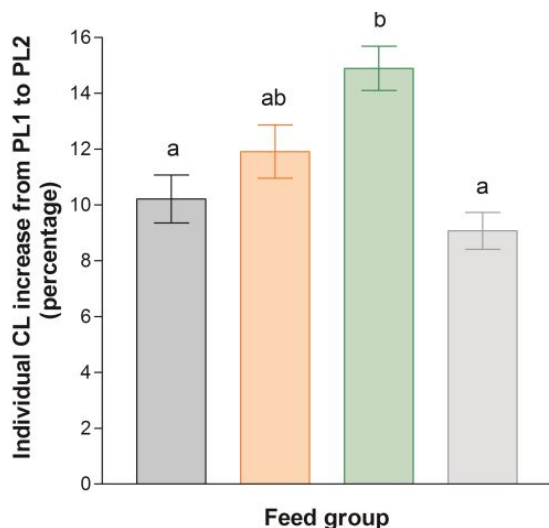 Individual CL increase from PL1 to PL2
(percentage)
16
14
12
10
8
6
4
2
0
a
ab
b
a
Feed group